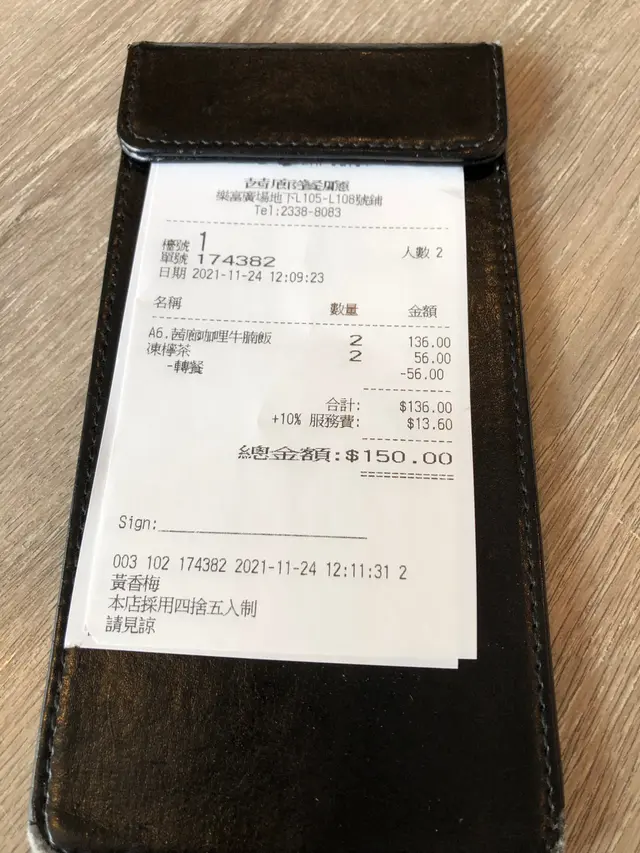 茜廊餐廳
樂富廣場地下L105-L108號鋪
Tel:2338-8083
檯號 1 人數 2
單號 174382
日期 2021-11-24 12:09:23
名稱 數量 金額
A6.茜廊咖哩牛腩飯 2 136.00
凍檸茶 2 56.00
-轉餐 -56.00
合計: $136.00
+10% 服務費: $13.60
總金額:$150.00
Sign:
003 102 174382 2021-11-24 12:11:31 2
黃香梅
本店採用四捨五入制
請見諒